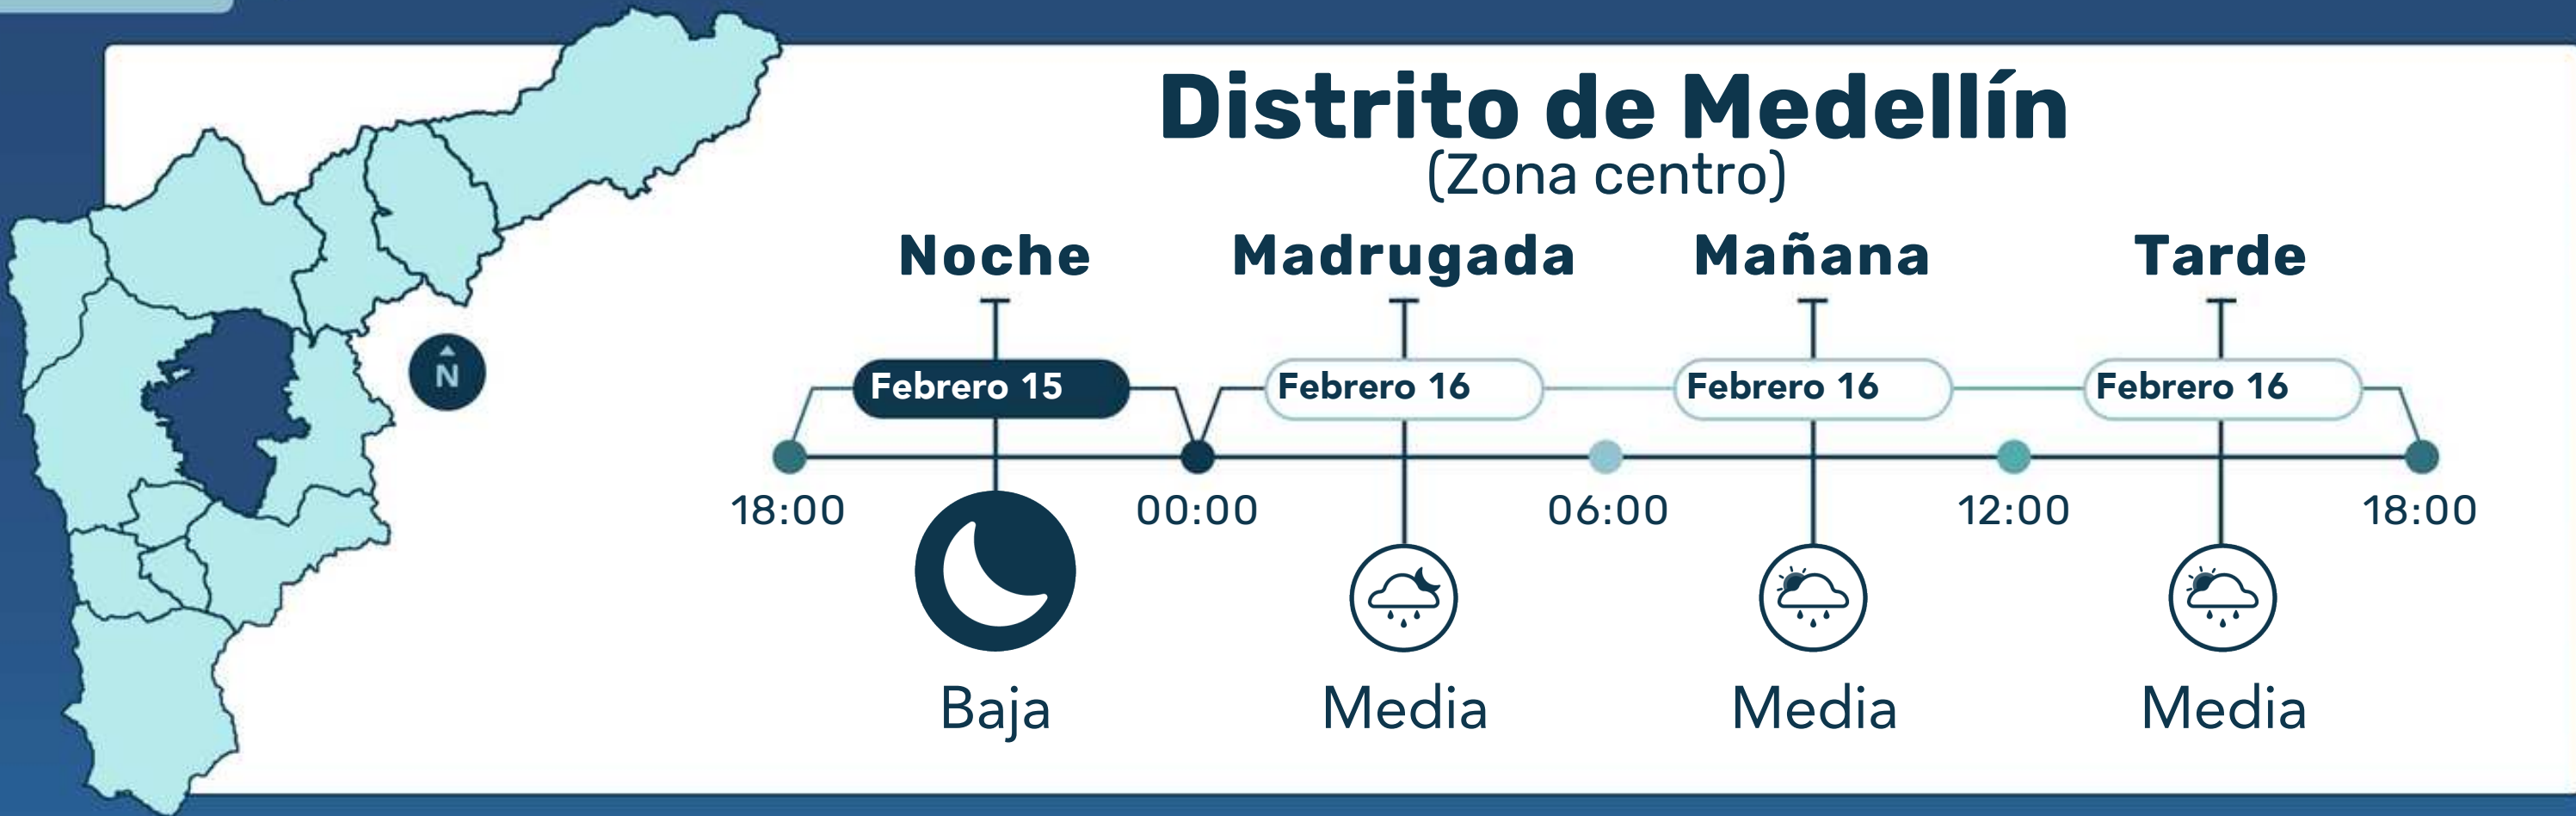 Distrito de Medellín
(Zona centro)
Noche Madrugada Mañana Tarde
Febrero 15 Febrero 16 Febrero 16 Febrero 16
N
18:00 00:00 06:00 12:00 18:00
Baja Media Media Media